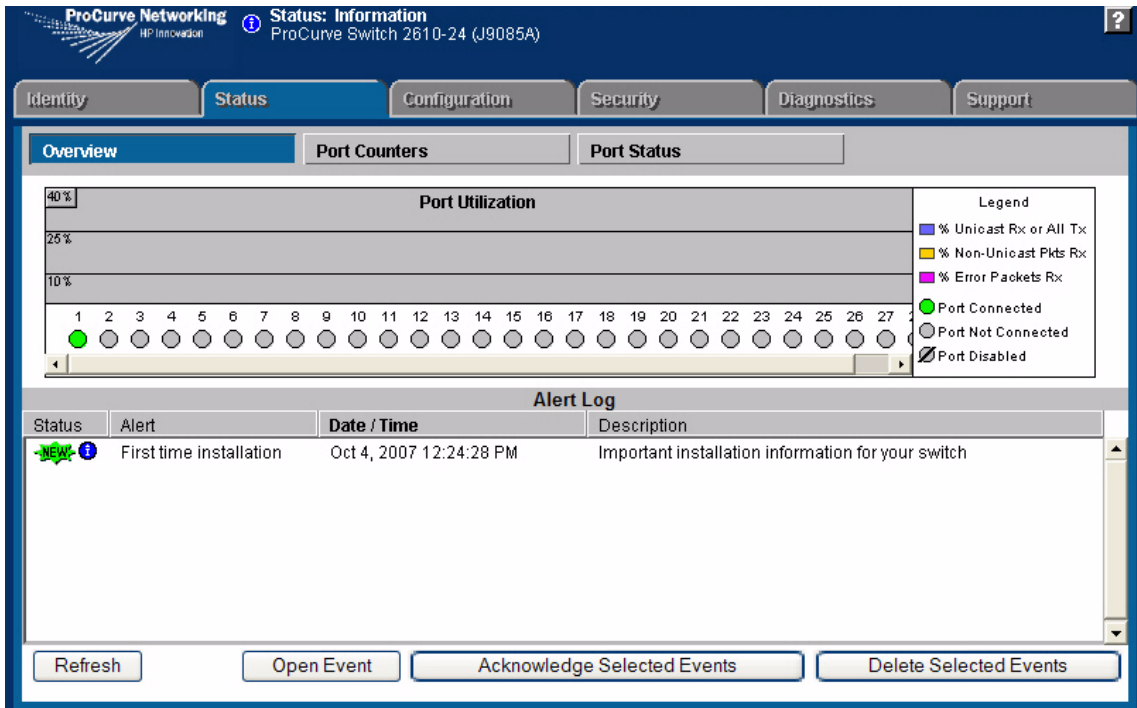 ProCurve Networking
HP Innovation
Status: Information
ProCurve Switch 2610-24 (J9085A)
?
Identity
Status
Configuration
Security
Diagnostics
Support
Overview
Port Counters
Port Status
40%
Port Utilization
25%
10%
1 2 3 4 5 6 7 8 9 10 11 12 13 14 15 16 17 18 19 20 21 22 23 24 25 26 27
Legend
% Unicast Rx or All Tx
% Non-Unicast Pkts Rx
% Error Packets Rx
Port Connected
Port Not Connected
Port Disabled
Alert Log
Status Alert Date / Time Description
NEW! i First time installation Oct 4, 2007 12:24:28 PM Important installation information for your switch
Refresh
Open Event
Acknowledge Selected Events
Delete Selected Events